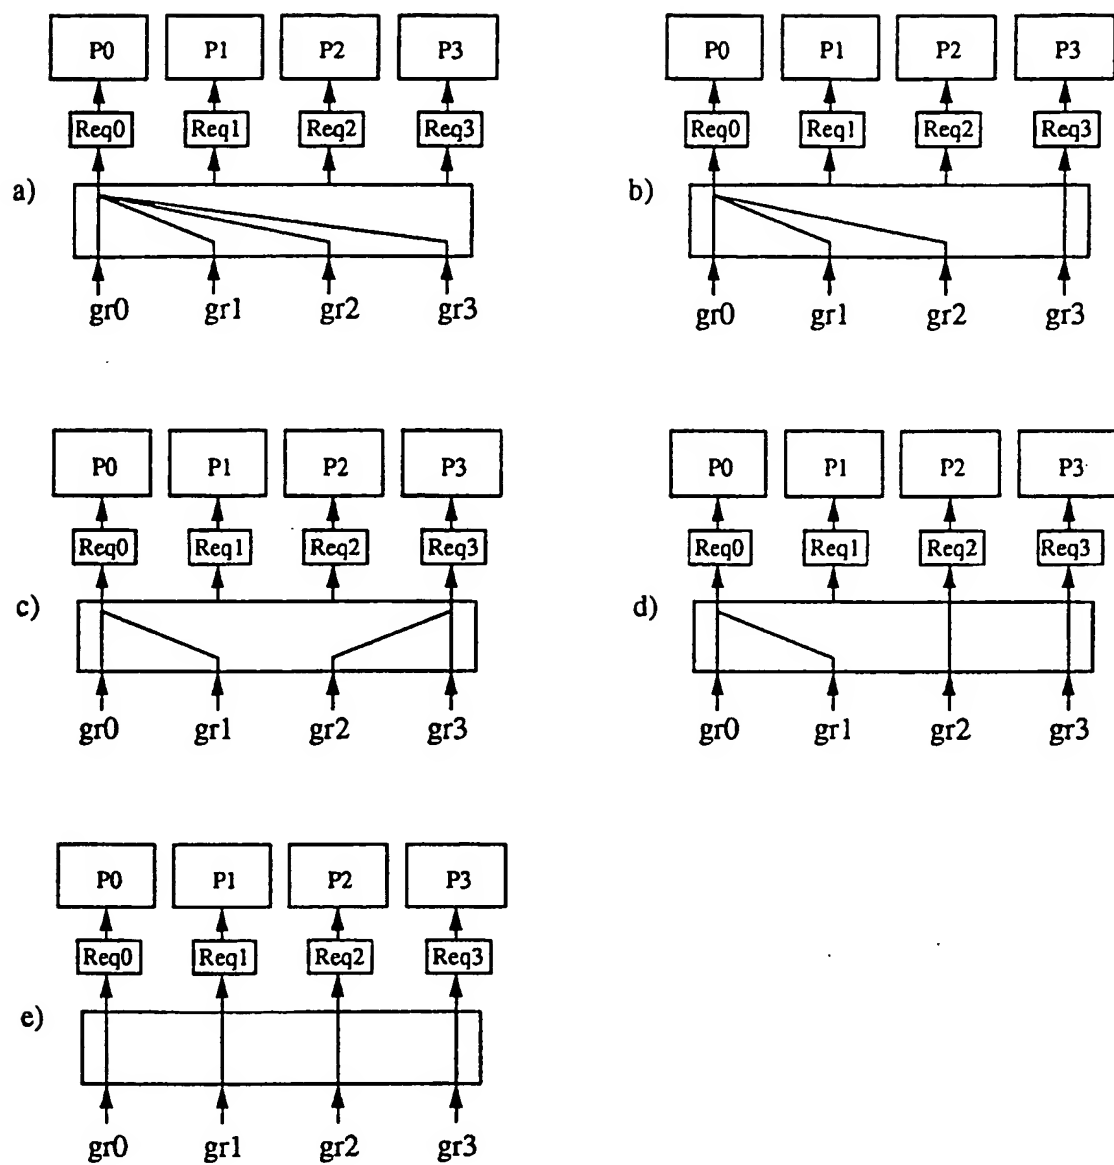 P0 P1 P2 P3 P0 P1 P2 P3
Req0 Req1 Req2 Req3 Req0 Req1 Req2 Req3
a) b)
gr0 gr1 gr2 gr3 gr0 gr1 gr2 gr3
P0 P1 P2 P3 P0 P1 P2 P3
Req0 Req1 Req2 Req3 Req0 Req1 Req2 Req3
c) d)
gr0 gr1 gr2 gr3 gr0 gr1 gr2 gr3
P0 P1 P2 P3
Req0 Req1 Req2 Req3
e)
gr0 gr1 gr2 gr3